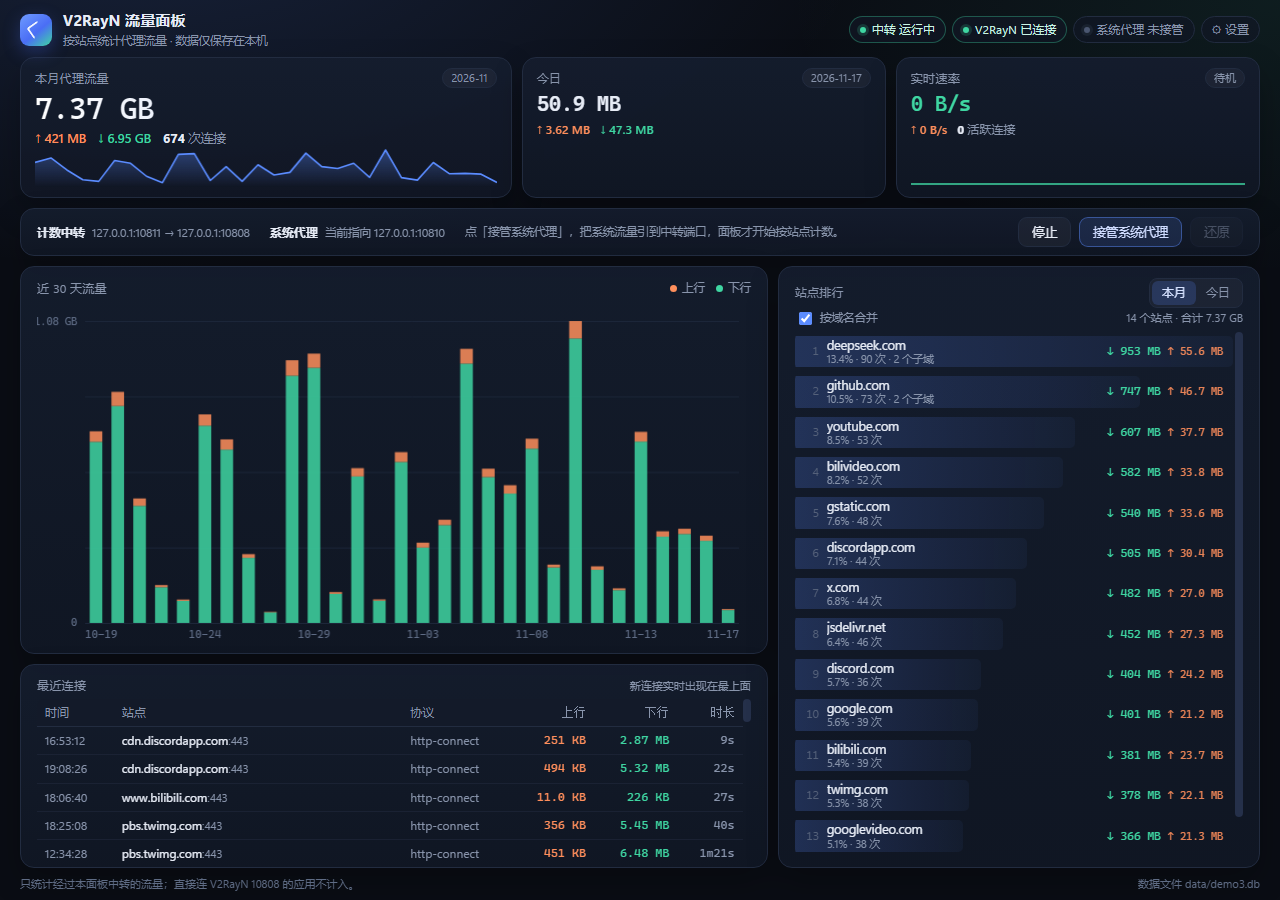 V2RayN 流量面板
按站点统计代理流量 · 数据仅保存在本机
中转 运行中
V2RayN 已连接
系统代理 未接管
⚙ 设置
本月代理流量
2026-11
7.37 GB
↑ 421 MB ↓ 6.95 GB 674 次连接
今日
2026-11-17
50.9 MB
↑ 3.62 MB ↓ 47.3 MB
实时速率
待机
0 B/s
↑ 0 B/s 0 活跃连接
计数中转 127.0.0.1:10811 → 127.0.0.1:10808 系统代理 当前指向 127.0.0.1:10810 点「接管系统代理」，把系统流量引到中转端口，面板才开始按站点计数。
停止
接管系统代理
还原
近 30 天流量
上行 下行
1.08 GB
0
10-19 10-24 10-29 11-03 11-08 11-13 11-17
站点排行
本月 今日
按域名合并
14 个站点 · 合计 7.37 GB
1 deepseek.com ↓ 953 MB ↑ 55.6 MB
13.4% · 90 次 · 2 个子域
2 github.com ↓ 747 MB ↑ 46.7 MB
10.5% · 73 次 · 2 个子域
3 youtube.com ↓ 607 MB ↑ 37.7 MB
8.5% · 53 次
4 bilivideo.com ↓ 582 MB ↑ 33.8 MB
8.2% · 52 次
5 gstatic.com ↓ 540 MB ↑ 33.6 MB
7.6% · 48 次
6 discordapp.com ↓ 505 MB ↑ 30.4 MB
7.1% · 44 次
7 x.com ↓ 482 MB ↑ 27.0 MB
6.8% · 44 次
8 jsdelivr.net ↓ 452 MB ↑ 27.3 MB
6.4% · 46 次
9 discord.com ↓ 404 MB ↑ 24.2 MB
5.7% · 36 次
10 google.com ↓ 401 MB ↑ 21.2 MB
5.6% · 39 次
11 bilibili.com ↓ 381 MB ↑ 23.7 MB
5.4% · 39 次
12 twimg.com ↓ 378 MB ↑ 22.1 MB
5.3% · 38 次
13 googlevideo.com ↓ 366 MB ↑ 21.3 MB
5.1% · 38 次
最近连接
新连接实时出现在最上面
时间 站点 协议 上行 下行 时长
16:53:12 cdn.discordapp.com:443 http-connect 251 KB 2.87 MB 9s
19:08:26 cdn.discordapp.com:443 http-connect 494 KB 5.32 MB 22s
18:06:40 www.bilibili.com:443 http-connect 11.0 KB 226 KB 27s
18:25:08 pbs.twimg.com:443 http-connect 356 KB 5.45 MB 40s
12:34:28 pbs.twimg.com:443 http-connect 451 KB 6.48 MB 1m21s
只统计经过本面板中转的流量；直接连 V2RayN 10808 的应用不计入。
数据文件 data/demo3.db